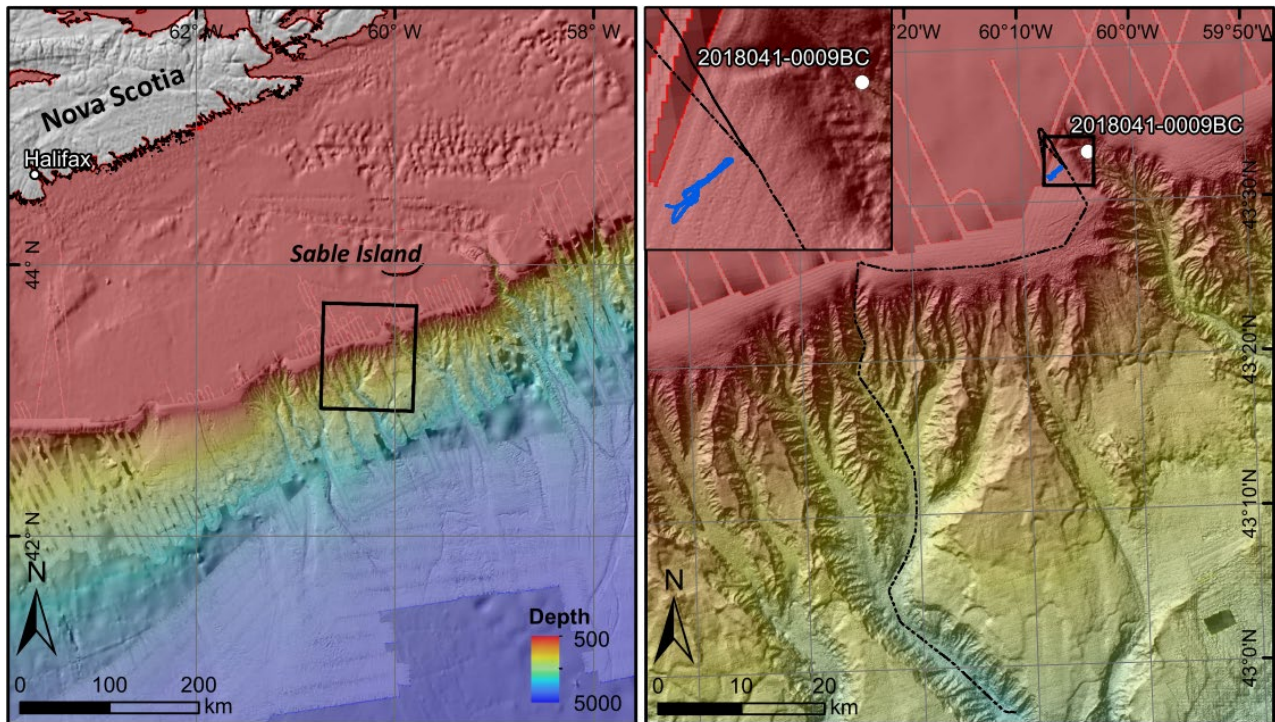 62°W
60°W
58°W
Nova Scotia
Halifax
44° N
Sable Island
42° N
N
Depth
500
5000
0 100 200
km
2018041-0009BC
20'W
60°10'W
60°0'W
59°50'W
2018041-0009BC
43°30'N
43°20'N
43°10'N
43°0'N
N
0 10 20
km